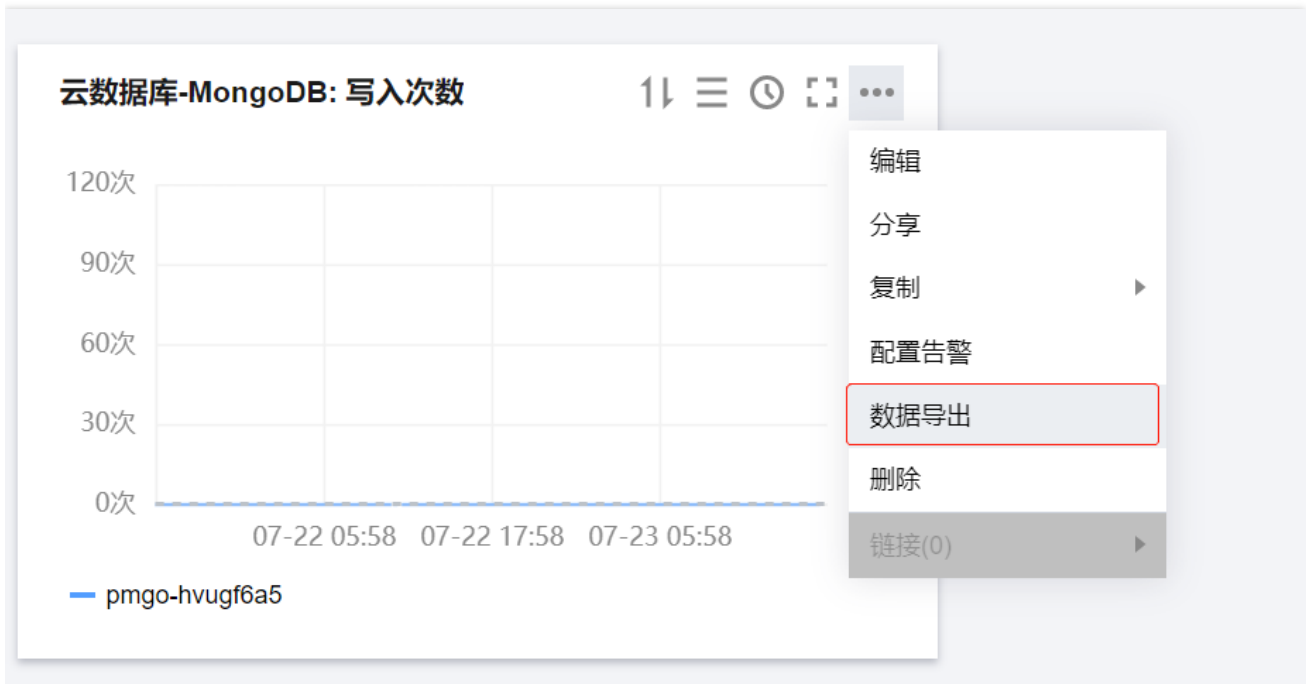 云数据库-MongoDB: 写入次数
编辑
分享
复制
配置告警
数据导出
删除
链接(0)
120次
90次
60次
30次
0次
07-22 05:58 07-22 17:58 07-23 05:58
pmgo-hvugf6a5